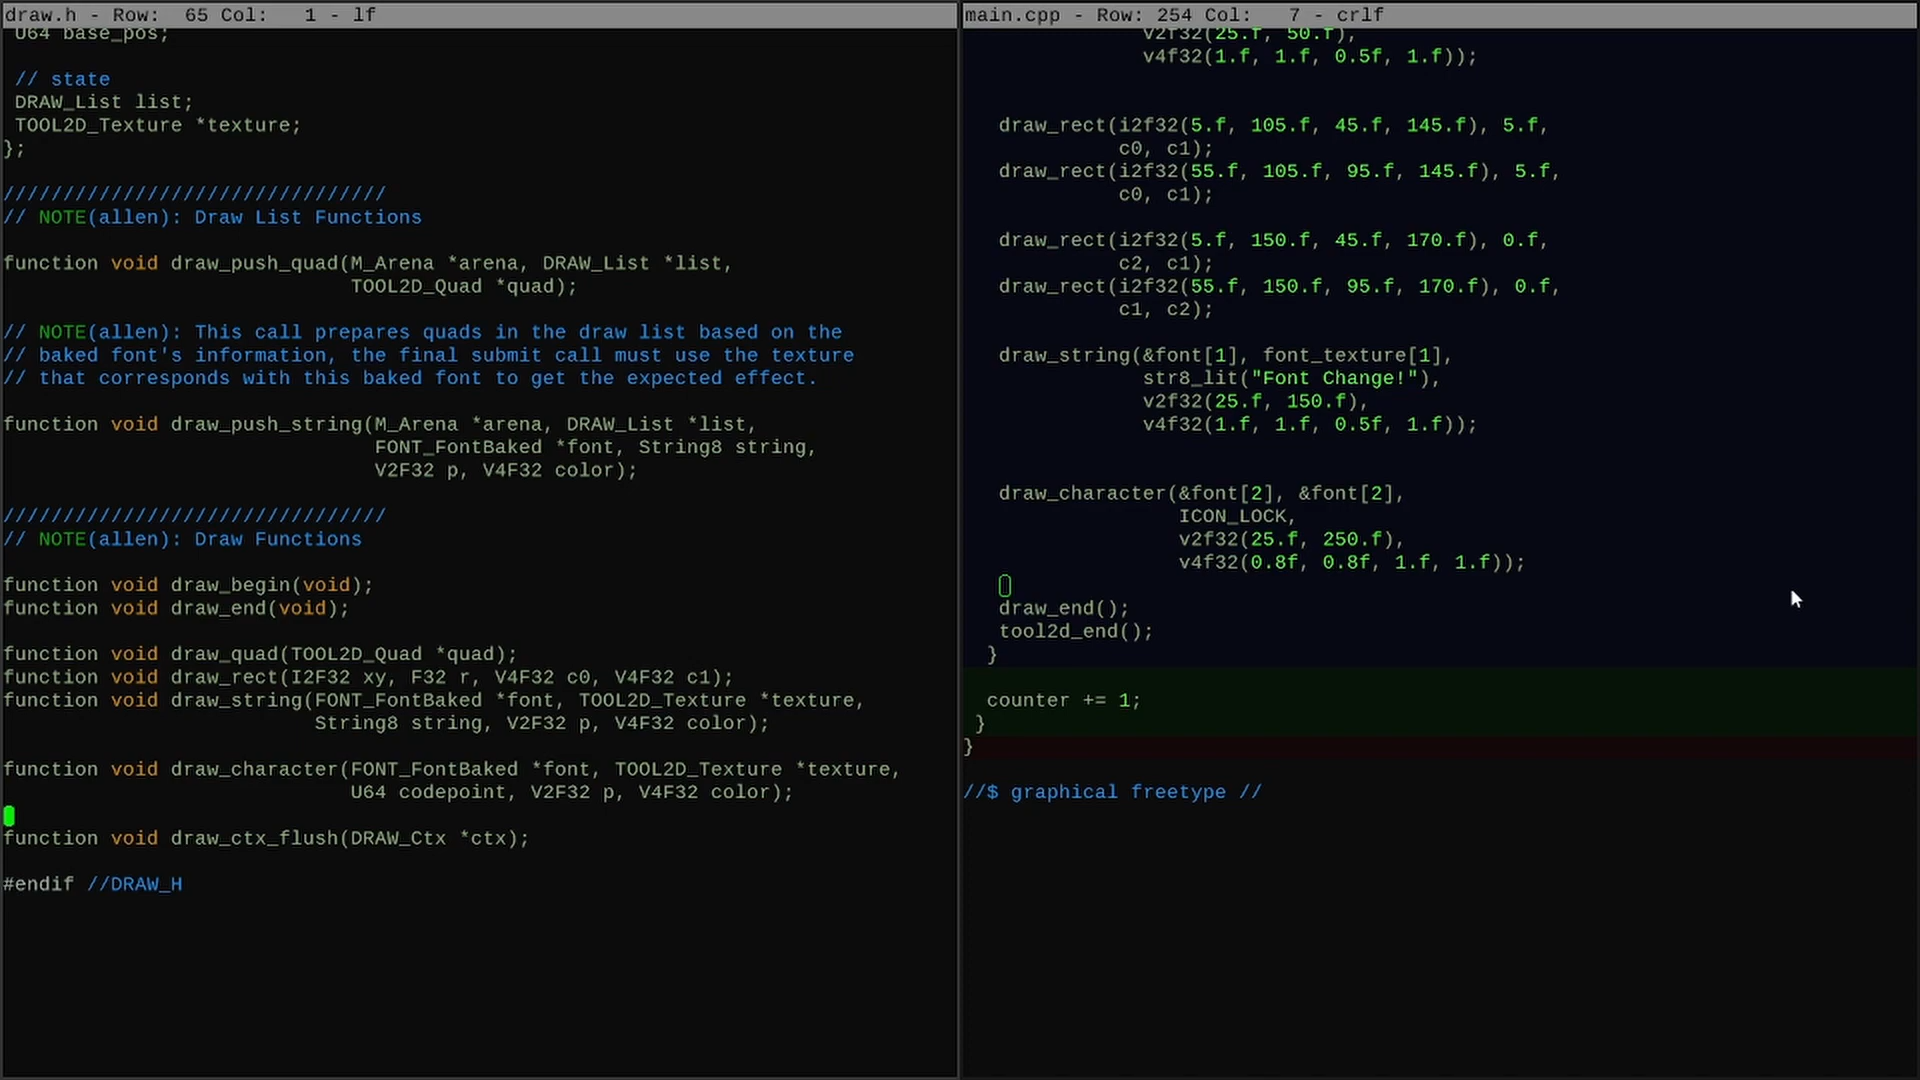 draw.h - Row:  65 Col:   1 - lf
U64 base_pos;
// state
DRAW_List list;
TOOL2D_Texture *texture;
};
////////////////////////////////
// NOTE(allen): Draw List Functions
function void draw_push_quad(M_Arena *arena, DRAW_List *list,
TOOL2D_Quad *quad);
// NOTE(allen): This call prepares quads in the draw list based on the
// baked font's information, the final submit call must use the texture
// that corresponds with this baked font to get the expected effect.
function void draw_push_string(M_Arena *arena, DRAW_List *list,
FONT_FontBaked *font, String8 string,
V2F32 p, V4F32 color);
////////////////////////////////
// NOTE(allen): Draw Functions
function void draw_begin(void);
function void draw_end(void);
function void draw_quad(TOOL2D_Quad *quad);
function void draw_rect(I2F32 xy, F32 r, V4F32 c0, V4F32 c1);
function void draw_string(FONT_FontBaked *font, TOOL2D_Texture *texture,
String8 string, V2F32 p, V4F32 color);
function void draw_character(FONT_FontBaked *font, TOOL2D_Texture *texture,
U64 codepoint, V2F32 p, V4F32 color);
function void draw_ctx_flush(DRAW_Ctx *ctx);
#endif //DRAW_H
main.cpp - Row: 254 Col:   7 - crlf
v2f32(25.f, 50.f),
v4f32(1.f, 1.f, 0.5f, 1.f));
draw_rect(i2f32(5.f, 105.f, 45.f, 145.f), 5.f,
c0, c1);
draw_rect(i2f32(55.f, 105.f, 95.f, 145.f), 5.f,
c0, c1);
draw_rect(i2f32(5.f, 150.f, 45.f, 170.f), 0.f,
c2, c1);
draw_rect(i2f32(55.f, 150.f, 95.f, 170.f), 0.f,
c1, c2);
draw_string(&font[1], font_texture[1],
str8_lit("Font Change!"),
v2f32(25.f, 150.f),
v4f32(1.f, 1.f, 0.5f, 1.f));
draw_character(&font[2], &font[2],
ICON_LOCK,
v2f32(25.f, 250.f),
v4f32(0.8f, 0.8f, 1.f, 1.f));
draw_end();
tool2d_end();
}
counter += 1;
}
}
//$ graphical freetype //